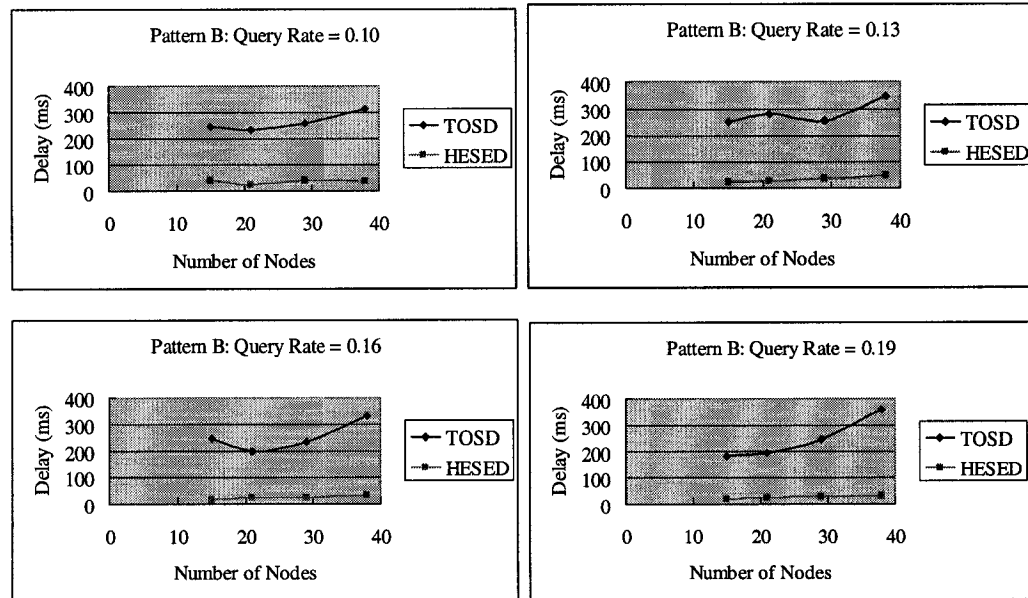 Pattern B: Query Rate = 0.10
Delay (ms)
400
300
200
100
0
0 10 20 30 40
Number of Nodes
TOSD
HESED
Pattern B: Query Rate = 0.13
Delay (ms)
400
300
200
100
0
0 10 20 30 40
Number of Nodes
TOSD
HESED
Pattern B: Query Rate = 0.16
Delay (ms)
400
300
200
100
0
0 10 20 30 40
Number of Nodes
TOSD
HESED
Pattern B: Query Rate = 0.19
Delay (ms)
400
300
200
100
0
0 10 20 30 40
Number of Nodes
TOSD
HESED